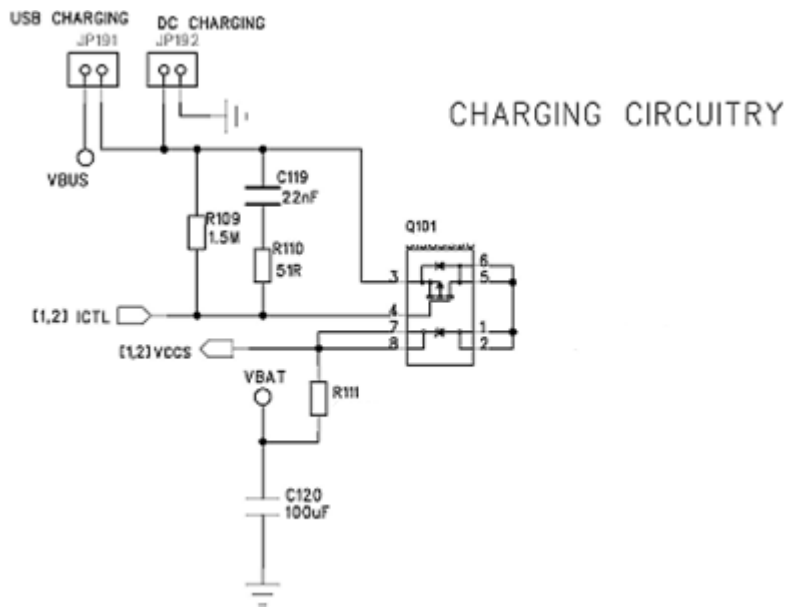 USB CHARGING
DC CHARGING
JP191
JP192
CHARGING CIRCUITRY
VBUS
C119
22nF
R109
1.5M
R110
51R
Q101
3
6
5
4
[1,2] ICTL
7
1
8
2
[1,2] VCCS
VBAT
R111
C120
100uF